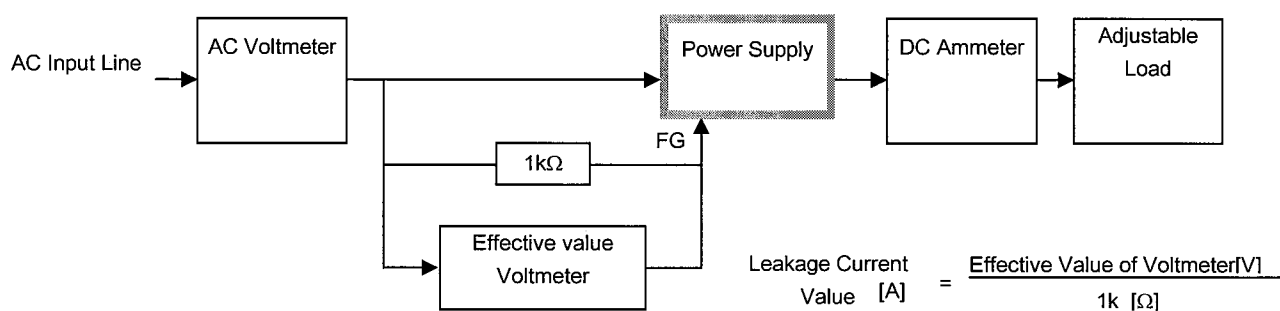 AC Input Line
AC Voltmeter
Power Supply
DC Ammeter
Adjustable
Load
FG
1kΩ
Effective value
Voltmeter
Leakage Current
Value [A]
=
Effective Value of Voltmeter[V]
1k [Ω]